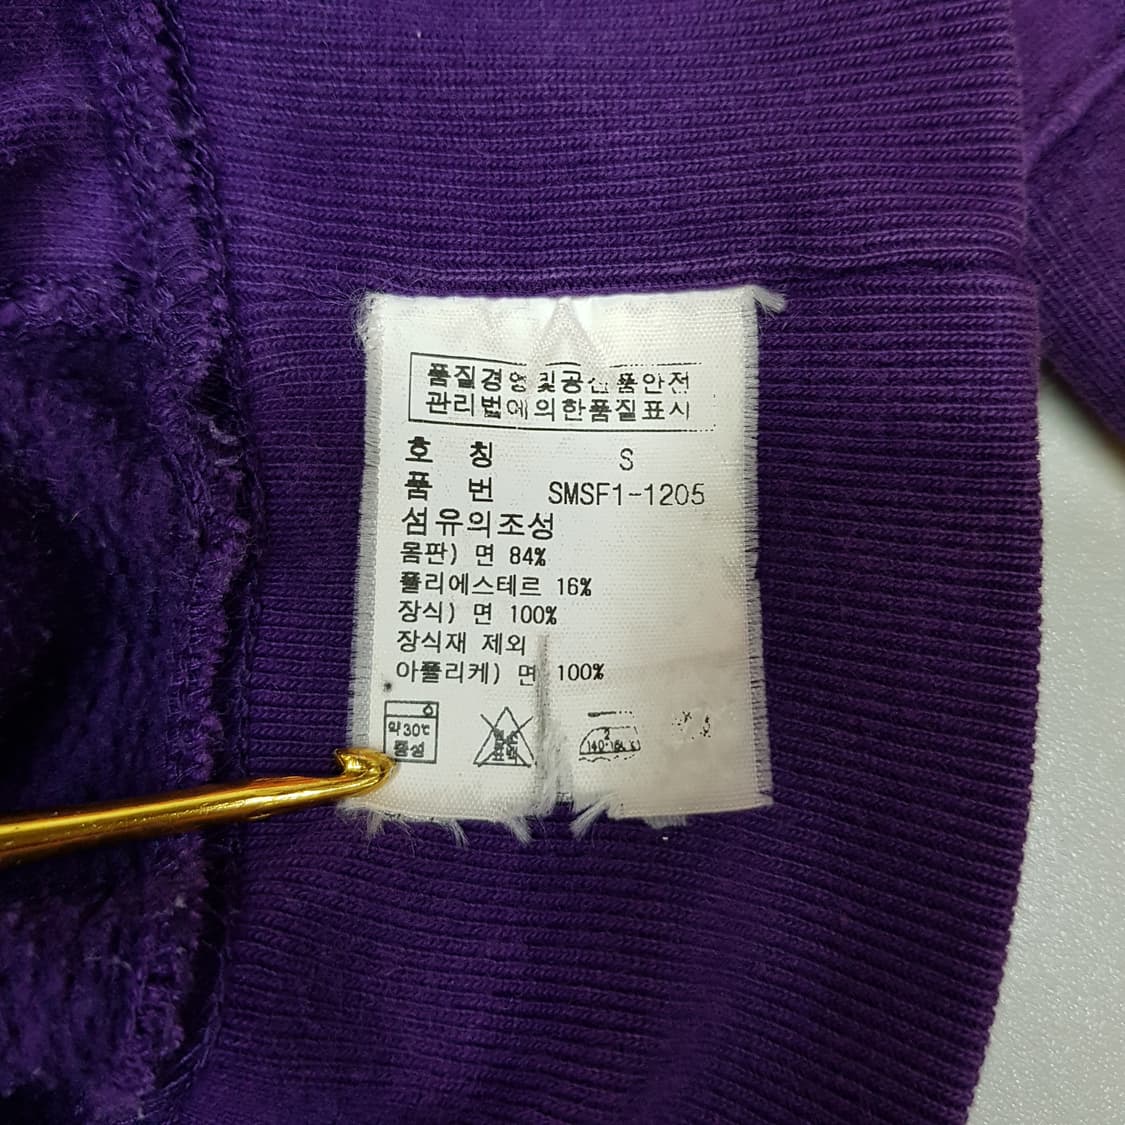 품질경영및공산품안전
관리법에의한품질표시
호 칭 S
품 번 SMSF1-1205
섬유의조성
몸판) 면 84%
폴리에스테르 16%
장식) 면 100%
장식재 제외
아플리케) 면 100%
약30℃
중성
2